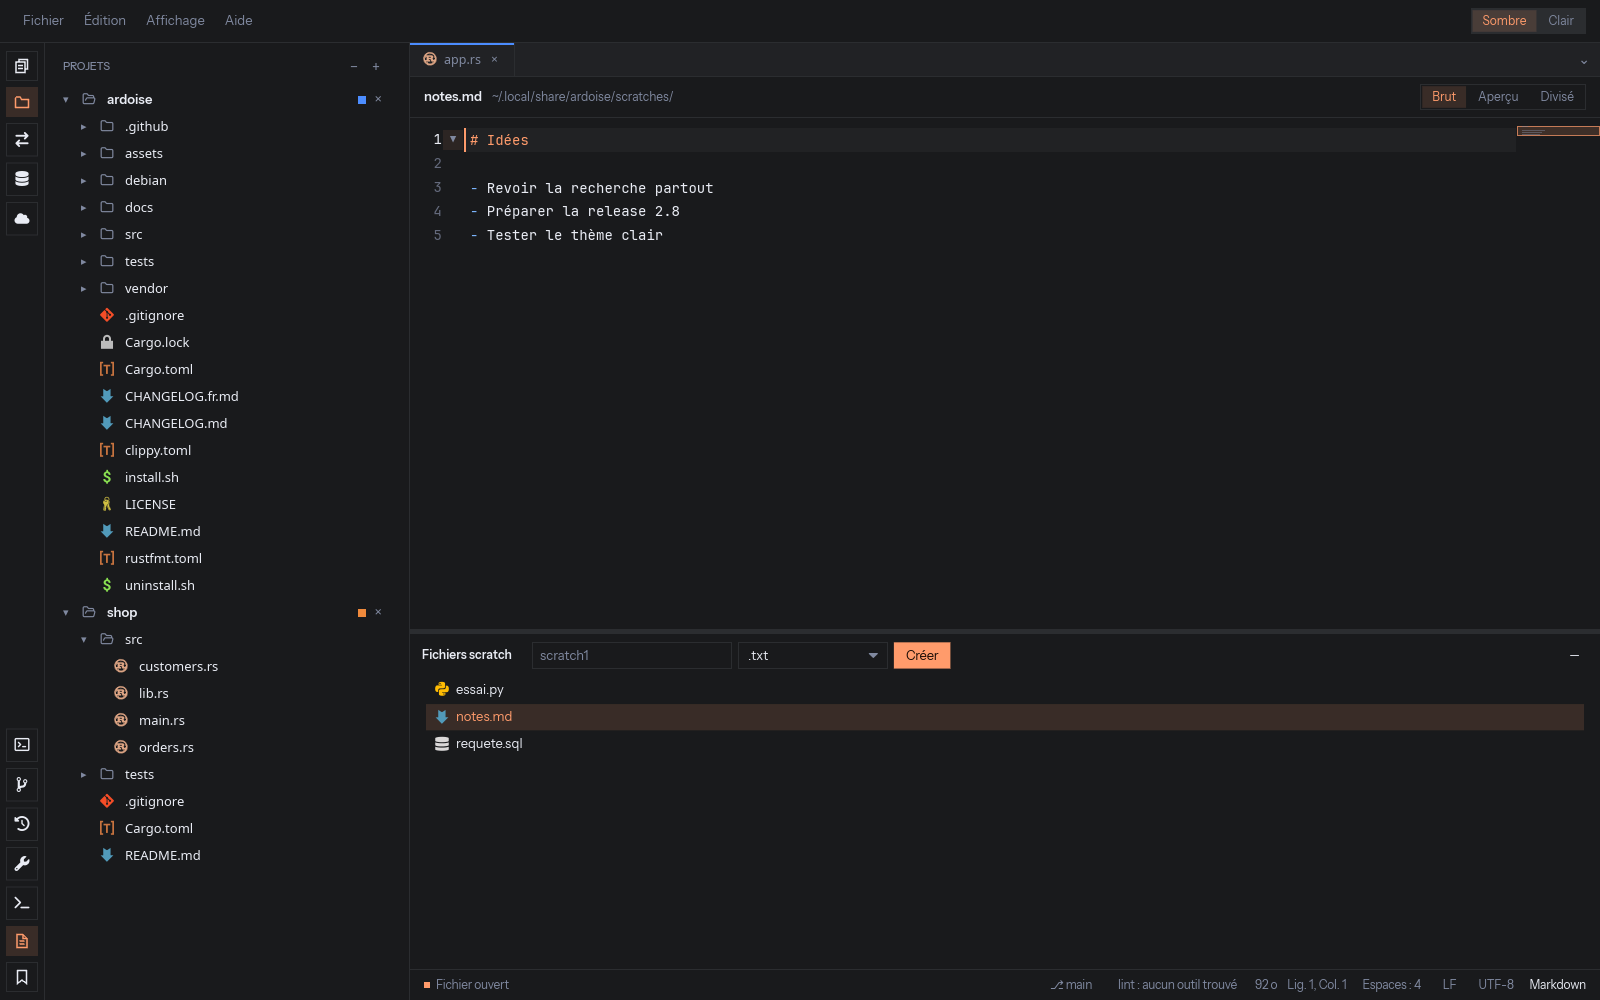 Fichier Édition Affichage Aide
Sombre Clair
PROJETS − +
ardoise ×
.github
assets
debian
docs
src
tests
vendor
.gitignore
Cargo.lock
[T] Cargo.toml
CHANGELOG.fr.md
CHANGELOG.md
[T] clippy.toml
$ install.sh
LICENSE
README.md
[T] rustfmt.toml
$ uninstall.sh
shop ×
src
customers.rs
lib.rs
main.rs
orders.rs
tests
.gitignore
[T] Cargo.toml
README.md
app.rs ×
notes.md ~/.local/share/ardoise/scratches/
Brut Aperçu Divisé
1 # Idées
2
3 - Revoir la recherche partout
4 - Préparer la release 2.8
5 - Tester le thème clair
Fichiers scratch scratch1 .txt Créer −
essai.py
notes.md
requete.sql
Fichier ouvert
main lint : aucun outil trouvé 92 o Lig. 1, Col. 1 Espaces : 4 LF UTF-8 Markdown